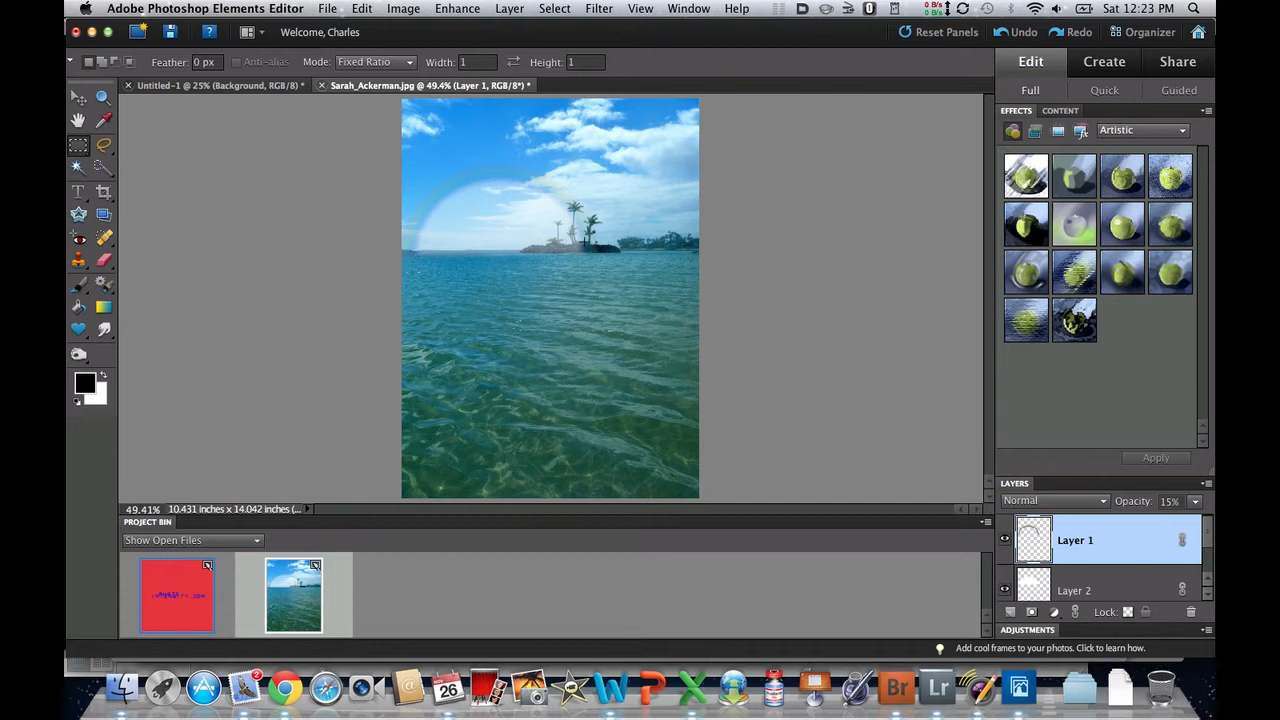 Adobe Photoshop Elements Editor File Edit Image Enhance Layer Select Filter View Window Help 0 B/s 0 B/s Sat 12:23 PM
Welcome, Charles Reset Panels Undo Redo Organizer
Feather: 0 px Anti-alias Mode: Fixed Ratio Width: 1 Height: 1
Edit Create Share
Untitled-1 @ 25% (Background, RGB/8) * Sarah_Ackerman.jpg @ 49.4% (Layer 1, RGB/8*) *
Full Quick Guided
EFFECTS CONTENT
Artistic
Apply
LAYERS
Normal Opacity: 15%
Layer 1
Layer 2
Lock:
ADJUSTMENTS
49.41% 10.431 inches x 14.042 inches (...
PROJECT BIN
Show Open Files
Add cool frames to your photos. Click to learn how.
2
NOV
26
W P X
Br Lr